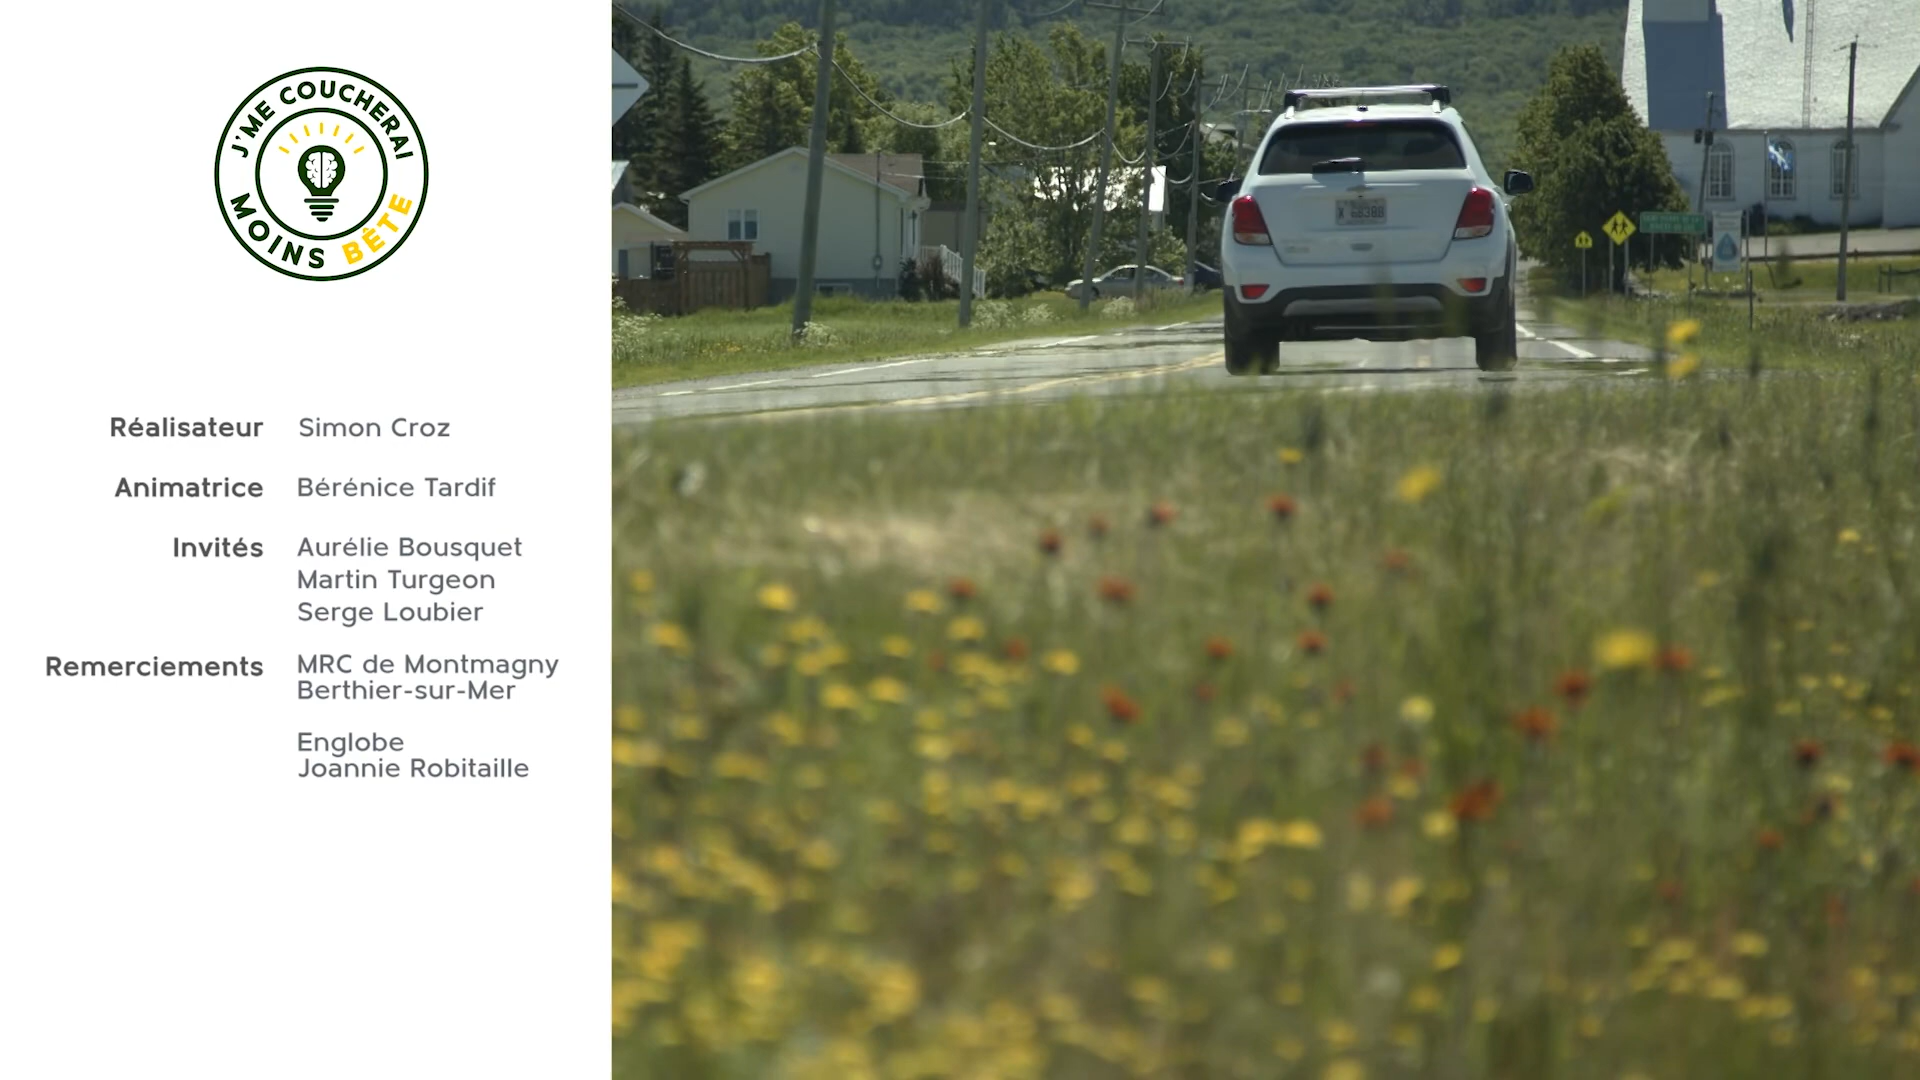 J'ME COUCHERAI
MOINS BÊTE
Réalisateur Simon Croz
Animatrice Bérénice Tardif
Invités Aurélie Bousquet
Martin Turgeon
Serge Loubier
Remerciements MRC de Montmagny
Berthier-sur-Mer
Englobe
Joannie Robitaille